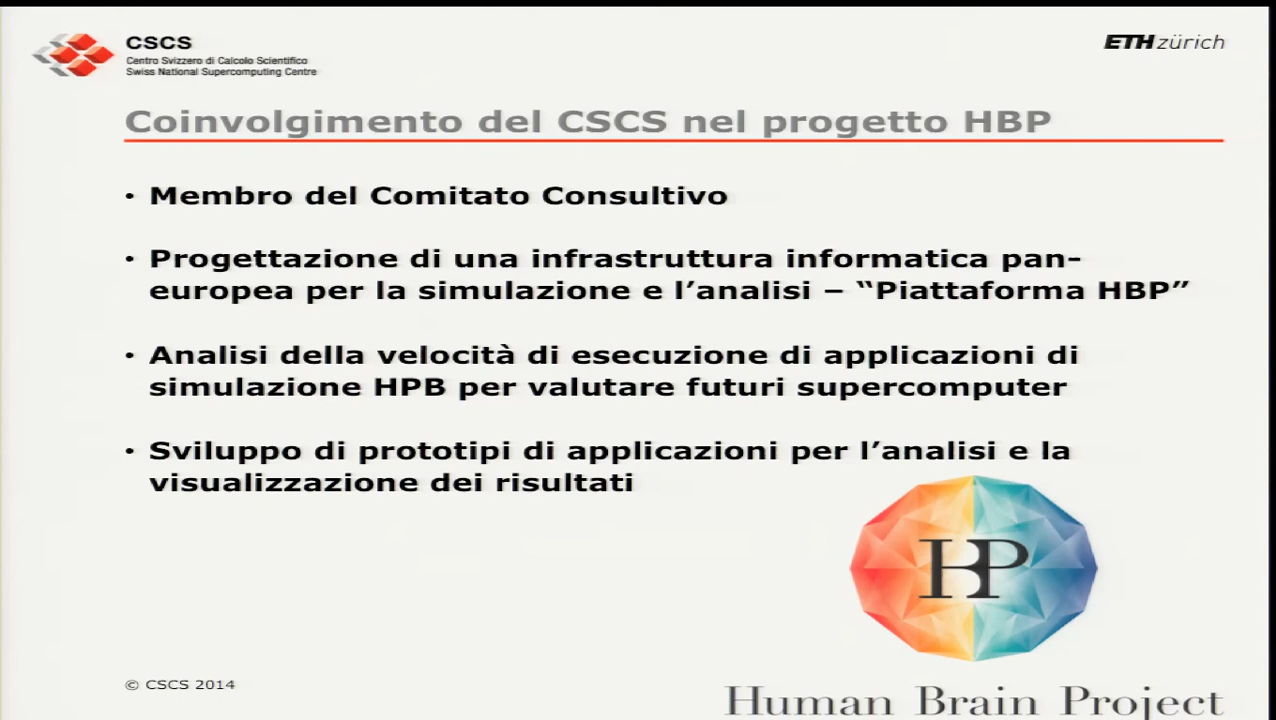 CSCS
Centro Svizzero di Calcolo Scientifico
Swiss National Supercomputing Centre
ETH zürich
Coinvolgimento del CSCS nel progetto HBP
• Membro del Comitato Consultivo
• Progettazione di una infrastruttura informatica pan-
europea per la simulazione e l’analisi – “Piattaforma HBP”
• Analisi della velocità di esecuzione di applicazioni di
simulazione HPB per valutare futuri supercomputer
• Sviluppo di prototipi di applicazioni per l’analisi e la
visualizzazione dei risultati
HBP
© CSCS 2014
Human Brain Project